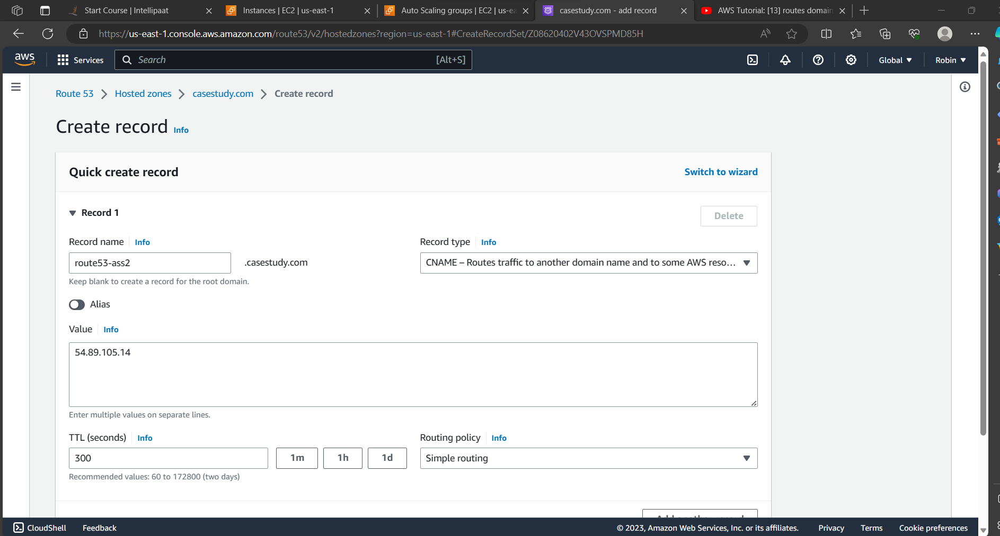 Start Course | Intellipaat
Instances | EC2 | us-east-1
Auto Scaling groups | EC2 | us-ea
casestudy.com - add record
AWS Tutorial: [13] routes domain
https://us-east-1.console.aws.amazon.com/route53/v2/hostedzones?region=us-east-1#CreateRecordSet/Z08620402V43OVSPMD85H
aws Services Search [Alt+S] Global Robin
Route 53 > Hosted zones > casestudy.com > Create record
Create record Info
Quick create record Switch to wizard
Record 1 Delete
Record name Info
Record type Info
route53-ass2 .casestudy.com
CNAME – Routes traffic to another domain name and to some AWS reso...
Keep blank to create a record for the root domain.
Alias
Value Info
54.89.105.14
Enter multiple values on separate lines.
TTL (seconds) Info
Routing policy Info
300 1m 1h 1d
Simple routing
Recommended values: 60 to 172800 (two days)
Add another record
CloudShell Feedback © 2023, Amazon Web Services, Inc. or its affiliates. Privacy Terms Cookie preferences